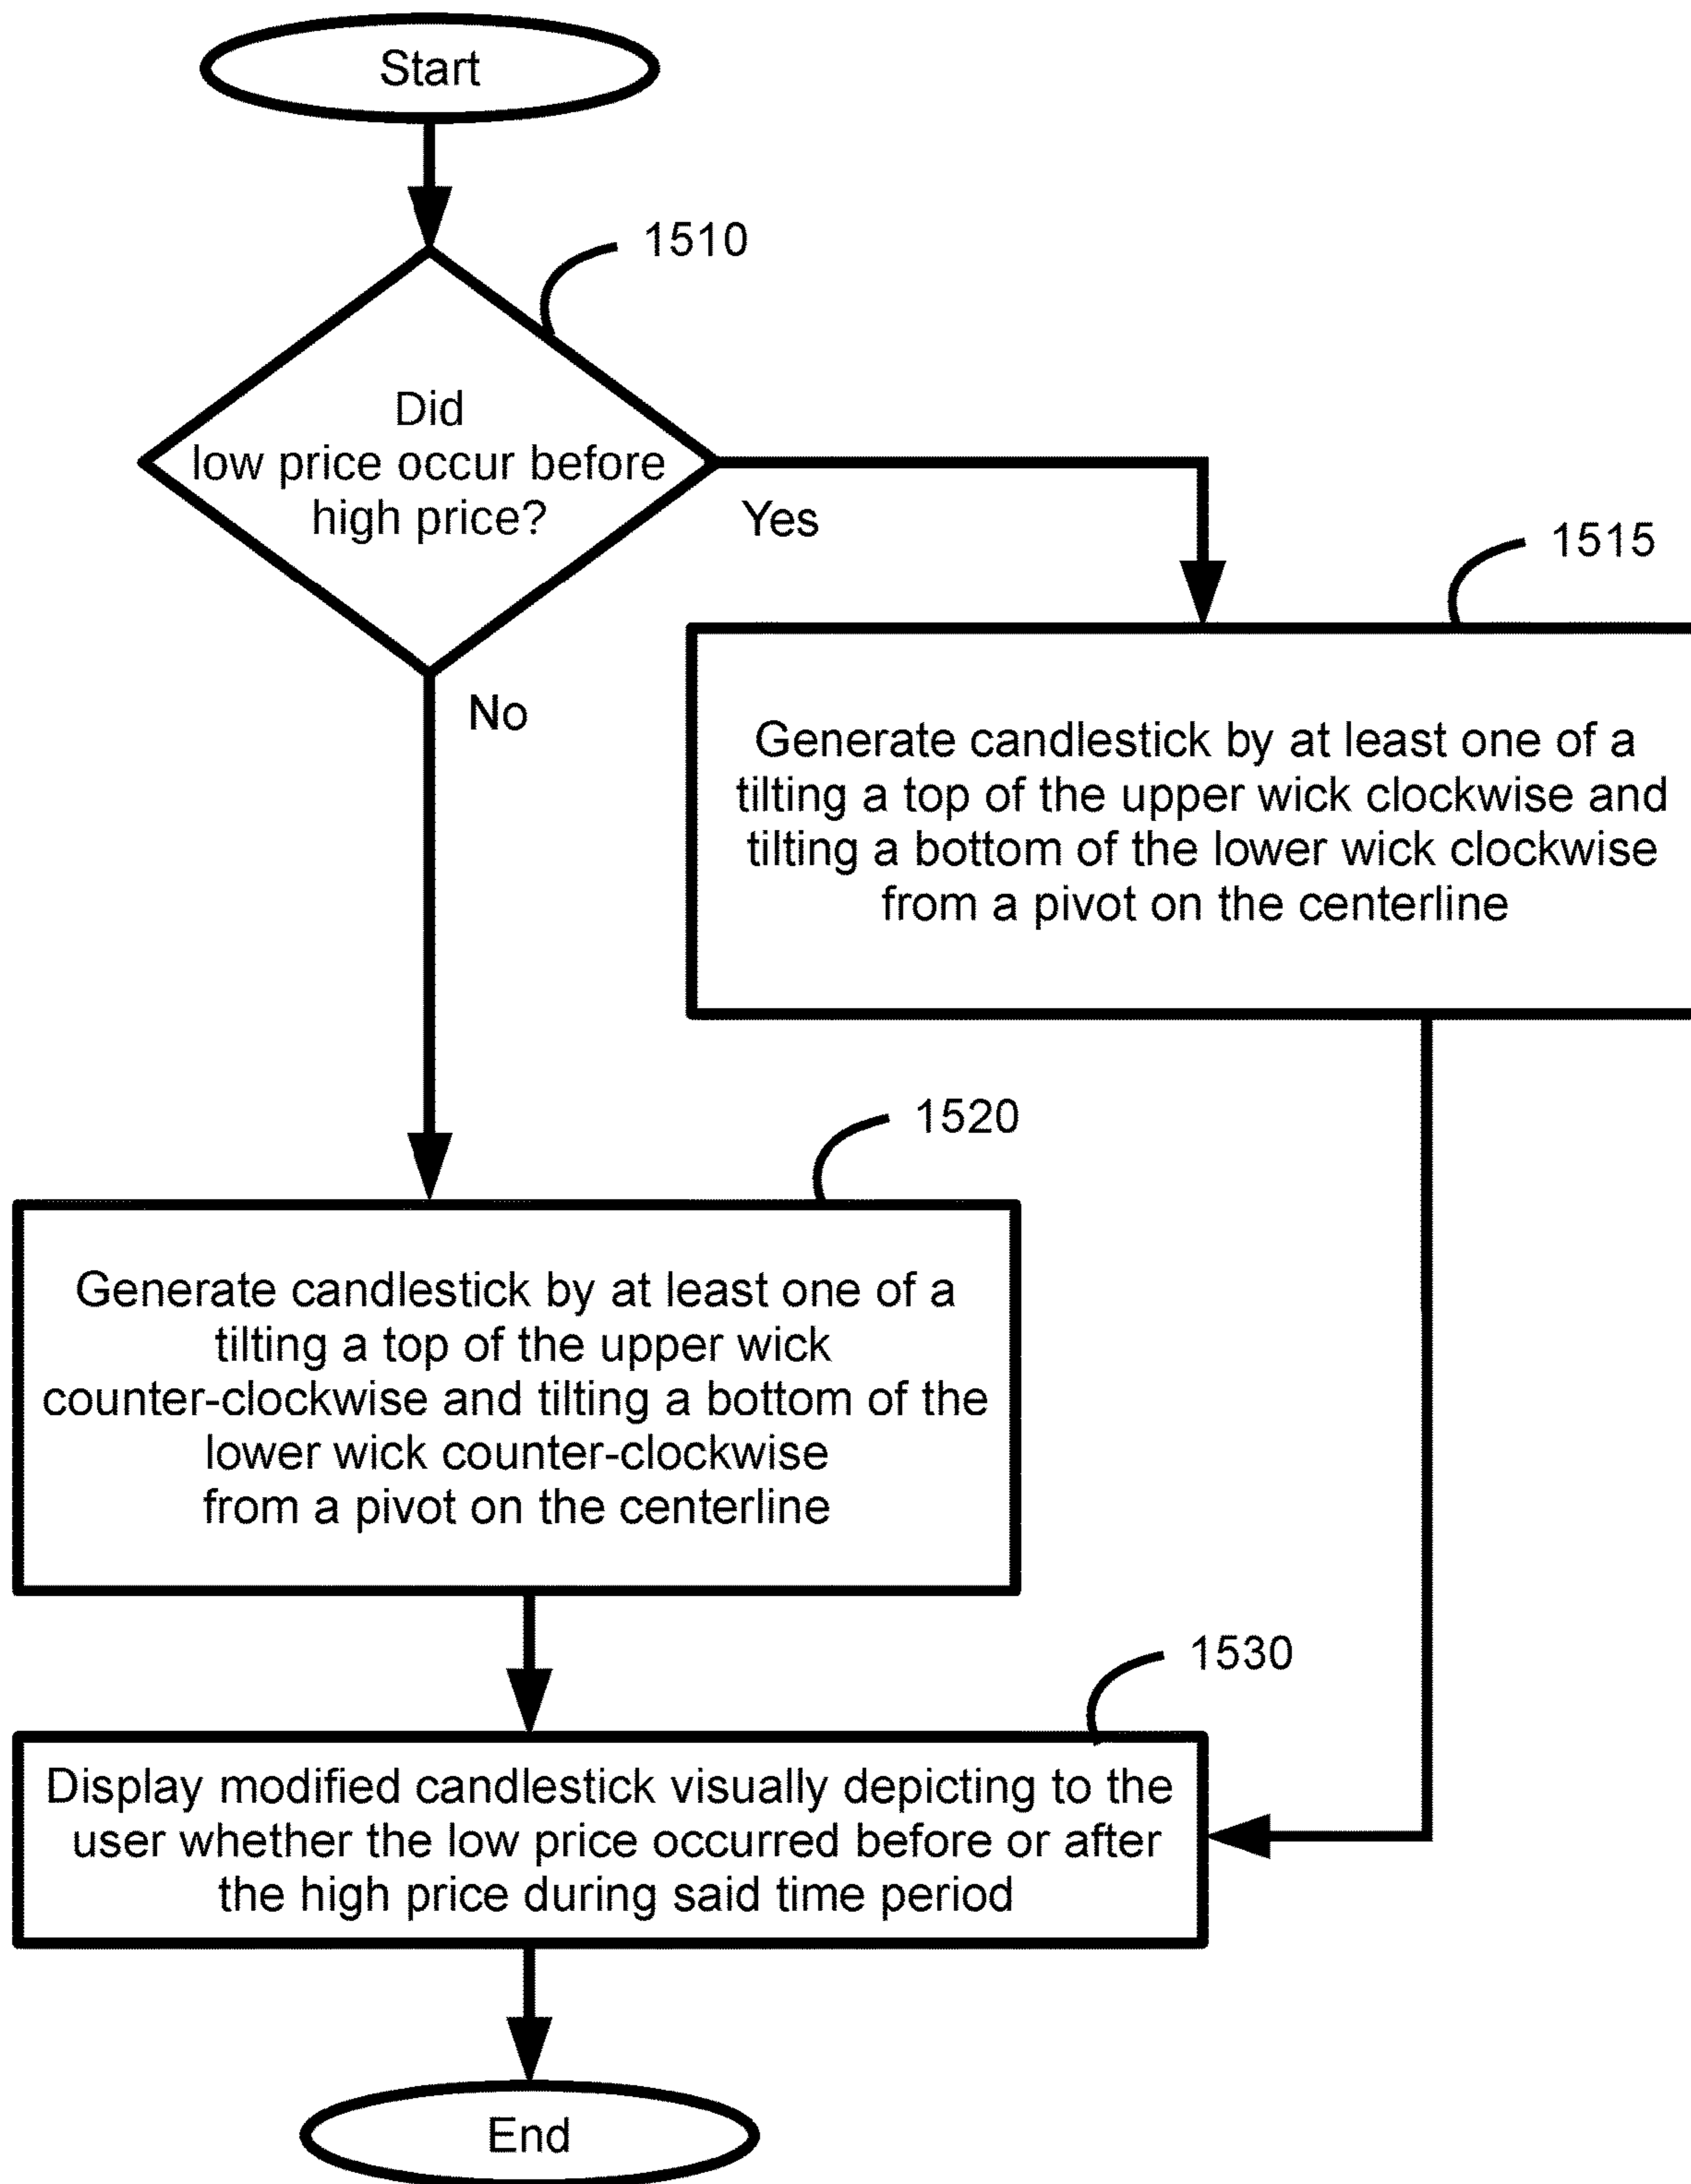 Start
1510
Did
low price occur before
high price?
Yes
1515
No
Generate candlestick by at least one of a
tilting a top of the upper wick clockwise and
tilting a bottom of the lower wick clockwise
from a pivot on the centerline
1520
Generate candlestick by at least one of a
tilting a top of the upper wick
counter-clockwise and tilting a bottom of the
lower wick counter-clockwise
from a pivot on the centerline
1530
Display modified candlestick visually depicting to the
user whether the low price occurred before or after
the high price during said time period
End